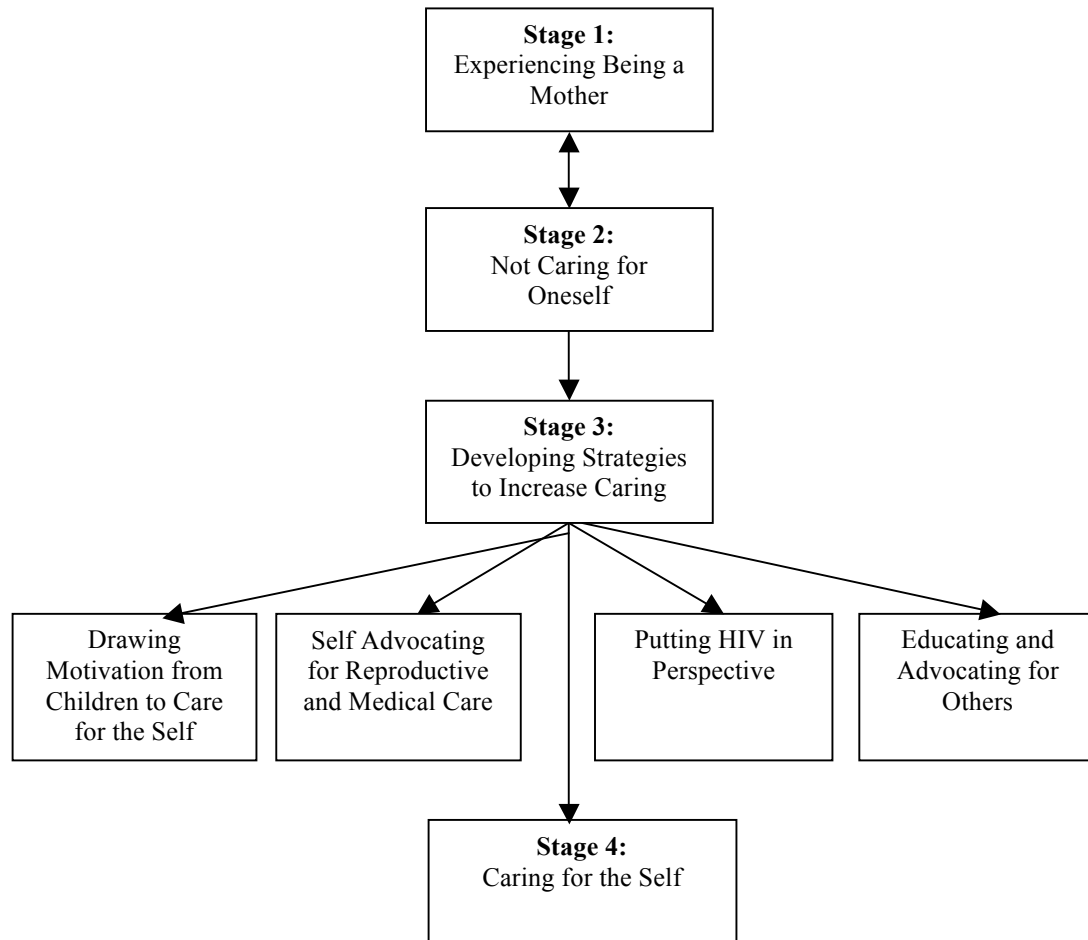 Stage 1:
Experiencing Being a
Mother
Stage 2:
Not Caring for
Oneself
Stage 3:
Developing Strategies
to Increase Caring
Drawing
Motivation from
Children to Care
for the Self
Self Advocating
for Reproductive
and Medical Care
Putting HIV in
Perspective
Educating and
Advocating for
Others
Stage 4:
Caring for the Self